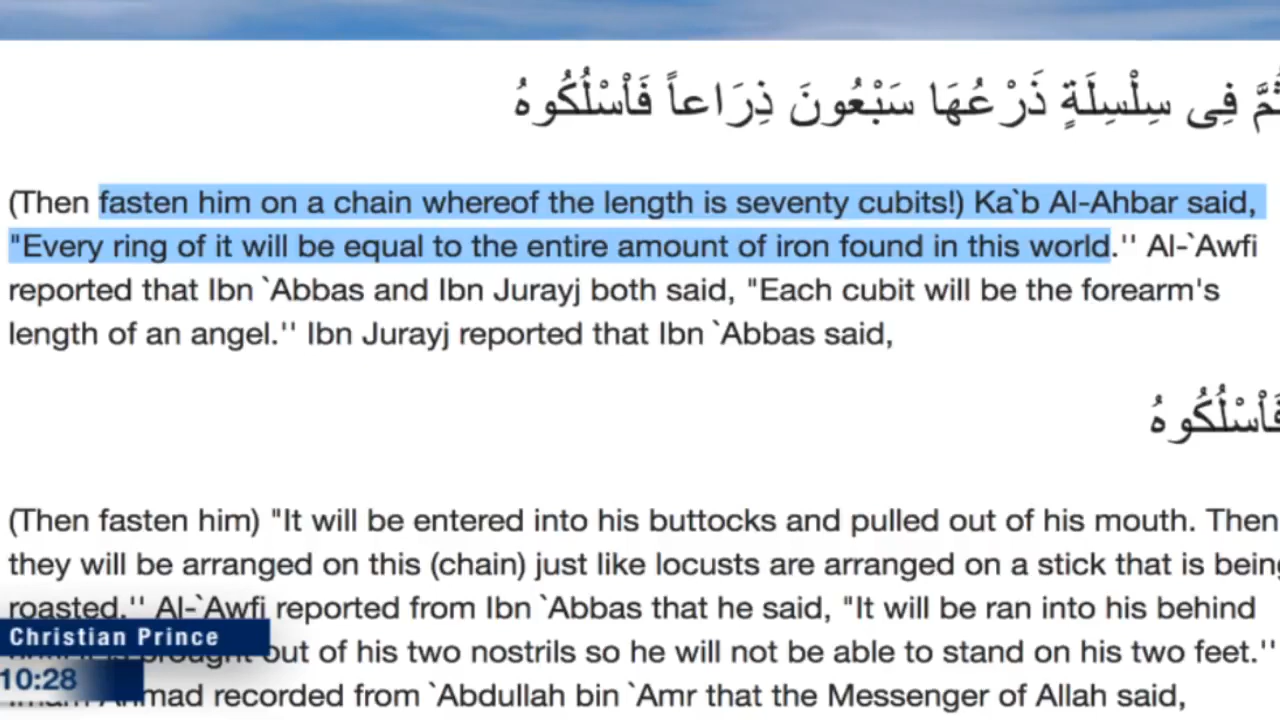 ثُمَّ فِى سِلْسِلَةٍ ذَرْعُهَا سَبْعُونَ ذِرَاعاً فَاْسْلُكُوهُ
(Then fasten him on a chain whereof the length is seventy cubits!) Ka`b Al-Ahbar said,
"Every ring of it will be equal to the entire amount of iron found in this world.'' Al-`Awfi
reported that Ibn `Abbas and Ibn Jurayj both said, "Each cubit will be the forearm's
length of an angel.'' Ibn Jurayj reported that Ibn `Abbas said,
فَاْسْلُكُوهُ
(Then fasten him) "It will be entered into his buttocks and pulled out of his mouth. Then
they will be arranged on this (chain) just like locusts are arranged on a stick that is being
roasted.'' Al-`Awfi reported from Ibn `Abbas that he said, "It will be ran into his behind
Christian Prince
brought out of his two nostrils so he will not be able to stand on his two feet.''
10:28
recorded from `Abdullah bin `Amr that the Messenger of Allah said,